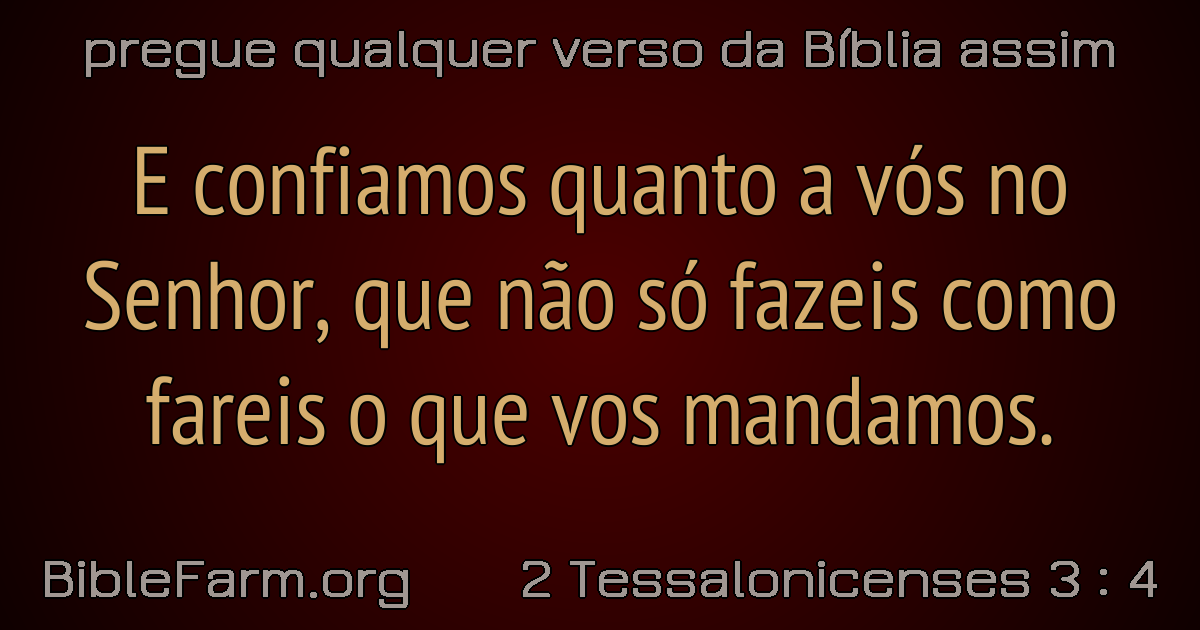 pregue qualquer verso da Bíblia assim
E confiamos quanto a vós no
Senhor, que não só fazeis como
fareis o que vos mandamos.
BibleFarm.org 2 Tessalonicenses 3 : 4